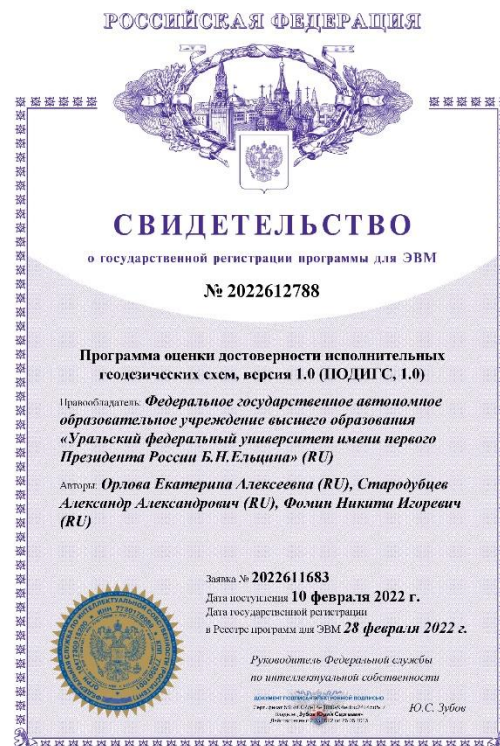 РОССИЙСКАЯ ФЕДЕРАЦИЯ
СВИДЕТЕЛЬСТВО
о государственной регистрации программы для ЭВМ
№ 2022612788
Программа оценки достоверности исполнительных
геодезических схем, версия 1.0 (ПОДИГС, 1.0)
Правообладатель: Федеральное государственное автономное
образовательное учреждение высшего образования
«Уральский федеральный университет имени первого
Президента России Б.Н.Ельцина» (RU)
Авторы: Орлова Екатерина Алексеевна (RU), Стародубцев
Александр Александрович (RU), Фомин Никита Игоревич
(RU)
Заявка № 2022611683
Дата поступления 10 февраля 2022 г.
Дата государственной регистрации
в Реестре программ для ЭВМ 28 февраля 2022 г.
Руководитель Федеральной службы
по интеллектуальной собственности
ДОКУМЕНТ ПОДПИСАН ЭЛЕКТРОННОЙ ПОДПИСЬЮ
Ю.С. Зубов